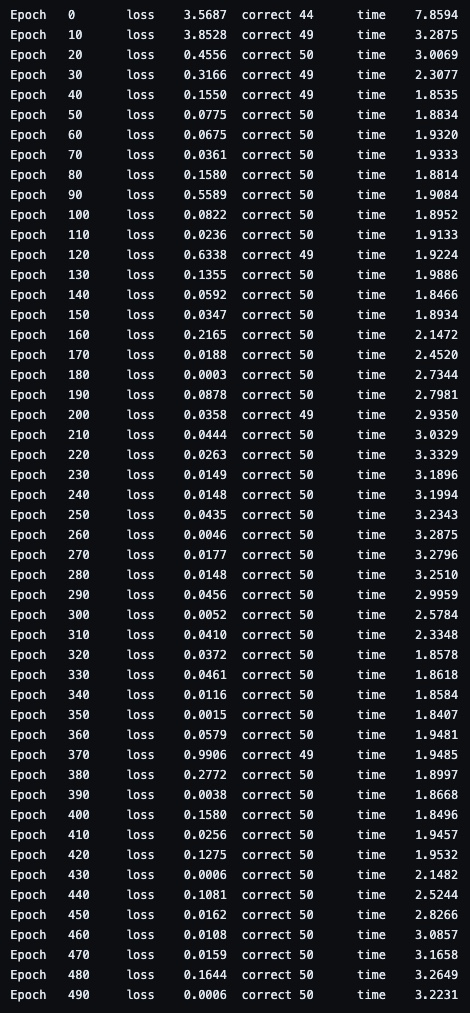 Epoch 0 loss 3.5687 correct 44 time 7.8594
Epoch 10 loss 3.8528 correct 49 time 3.2875
Epoch 20 loss 0.4556 correct 50 time 3.0069
Epoch 30 loss 0.3166 correct 49 time 2.3077
Epoch 40 loss 0.1550 correct 49 time 1.8535
Epoch 50 loss 0.0775 correct 50 time 1.8834
Epoch 60 loss 0.0675 correct 50 time 1.9320
Epoch 70 loss 0.0361 correct 50 time 1.9333
Epoch 80 loss 0.1580 correct 50 time 1.8814
Epoch 90 loss 0.5589 correct 50 time 1.9084
Epoch 100 loss 0.0822 correct 50 time 1.8952
Epoch 110 loss 0.0236 correct 50 time 1.9133
Epoch 120 loss 0.6338 correct 49 time 1.9224
Epoch 130 loss 0.1355 correct 50 time 1.9886
Epoch 140 loss 0.0592 correct 50 time 1.8466
Epoch 150 loss 0.0347 correct 50 time 1.8934
Epoch 160 loss 0.2165 correct 50 time 2.1472
Epoch 170 loss 0.0188 correct 50 time 2.4520
Epoch 180 loss 0.0003 correct 50 time 2.7344
Epoch 190 loss 0.0878 correct 50 time 2.7981
Epoch 200 loss 0.0358 correct 49 time 2.9350
Epoch 210 loss 0.0444 correct 50 time 3.0329
Epoch 220 loss 0.0263 correct 50 time 3.3329
Epoch 230 loss 0.0149 correct 50 time 3.1896
Epoch 240 loss 0.0148 correct 50 time 3.1994
Epoch 250 loss 0.0435 correct 50 time 3.2343
Epoch 260 loss 0.0046 correct 50 time 3.2875
Epoch 270 loss 0.0177 correct 50 time 3.2796
Epoch 280 loss 0.0148 correct 50 time 3.2510
Epoch 290 loss 0.0456 correct 50 time 2.9959
Epoch 300 loss 0.0052 correct 50 time 2.5784
Epoch 310 loss 0.0410 correct 50 time 2.3348
Epoch 320 loss 0.0372 correct 50 time 1.8578
Epoch 330 loss 0.0461 correct 50 time 1.8618
Epoch 340 loss 0.0116 correct 50 time 1.8584
Epoch 350 loss 0.0015 correct 50 time 1.8407
Epoch 360 loss 0.0579 correct 50 time 1.9481
Epoch 370 loss 0.9906 correct 49 time 1.9485
Epoch 380 loss 0.2772 correct 50 time 1.8997
Epoch 390 loss 0.0038 correct 50 time 1.8668
Epoch 400 loss 0.1580 correct 50 time 1.8496
Epoch 410 loss 0.0256 correct 50 time 1.9457
Epoch 420 loss 0.1275 correct 50 time 1.9532
Epoch 430 loss 0.0006 correct 50 time 2.1482
Epoch 440 loss 0.1081 correct 50 time 2.5244
Epoch 450 loss 0.0162 correct 50 time 2.8266
Epoch 460 loss 0.0108 correct 50 time 3.0857
Epoch 470 loss 0.0159 correct 50 time 3.1658
Epoch 480 loss 0.1644 correct 50 time 3.2649
Epoch 490 loss 0.0006 correct 50 time 3.2231